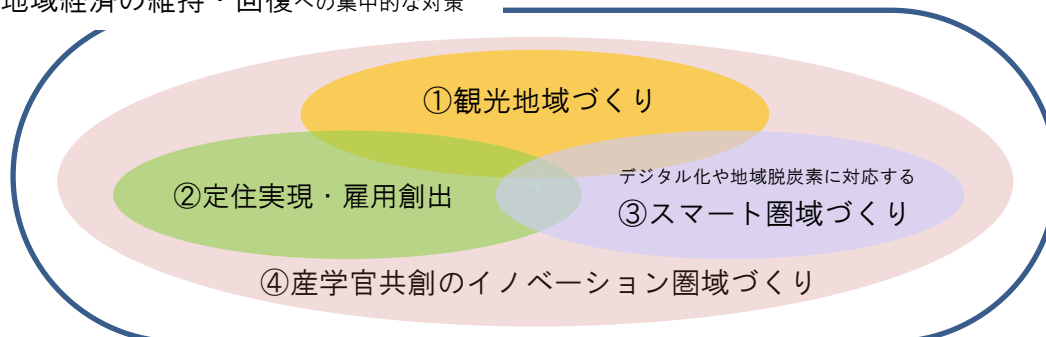 地域経済の維持・回復への集中的な対策
①観光地域づくり
②定住実現・雇用創出
デジタル化や地域脱炭素に対応する
③スマート圏域づくり
④産学官共創のイノベーション圏域づくり